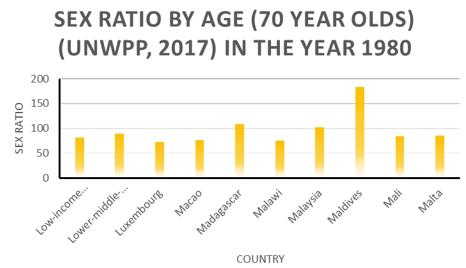 SEX RATIO BY AGE (70 YEAR OLDS)
(UNWPP, 2017) IN THE YEAR 1980
200
150
100
50
0
SEX RATIO
Low-income...
Lower-middle-...
Luxembourg
Macao
Madagascar
Malawi
Malaysia
Maldives
Mali
Malta
COUNTRY